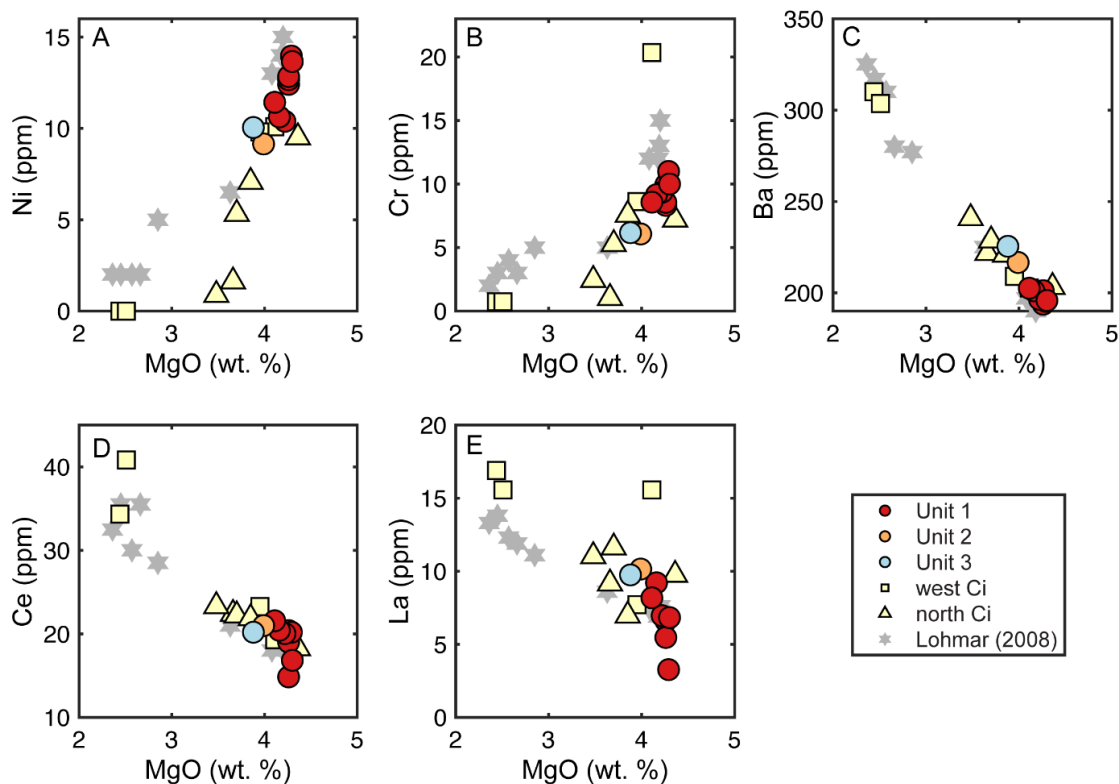 A
Ni (ppm)
15
10
5
0
2 3 4 5
MgO (wt. %)
B
Cr (ppm)
20
15
10
5
0
2 3 4 5
MgO (wt. %)
C
Ba (ppm)
350
300
250
200
2 3 4 5
MgO (wt. %)
D
Ce (ppm)
40
30
20
10
2 3 4 5
MgO (wt. %)
E
La (ppm)
20
15
10
5
0
2 3 4 5
MgO (wt. %)
Unit 1
Unit 2
Unit 3
west Ci
north Ci
Lohmar (2008)